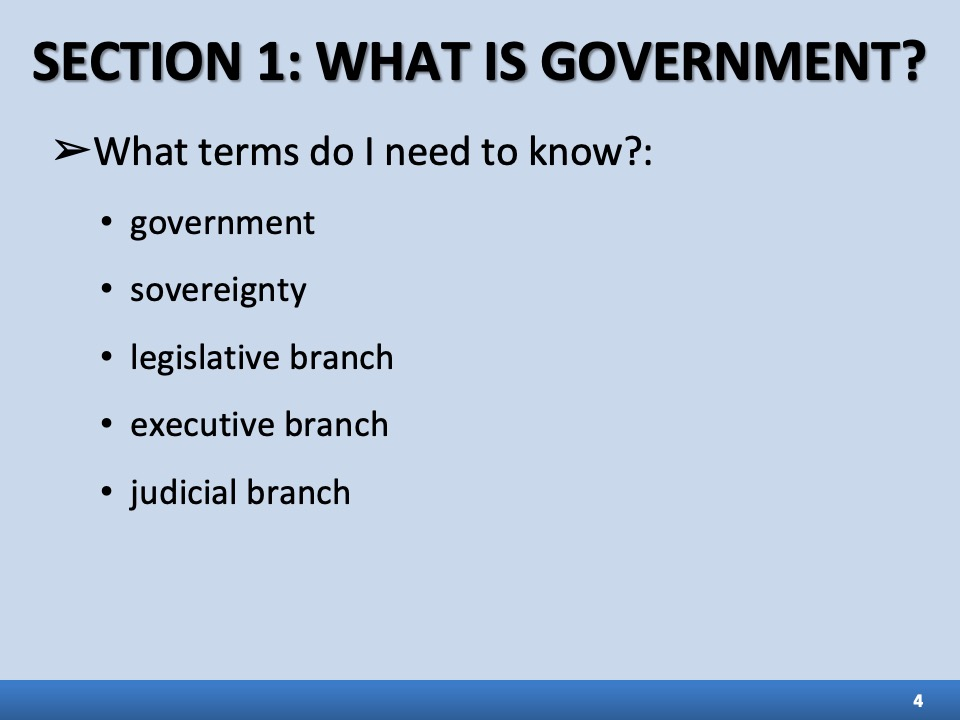 SECTION 1: WHAT IS GOVERNMENT?
➢What terms do I need to know?:
• government
• sovereignty
• legislative branch
• executive branch
• judicial branch
4